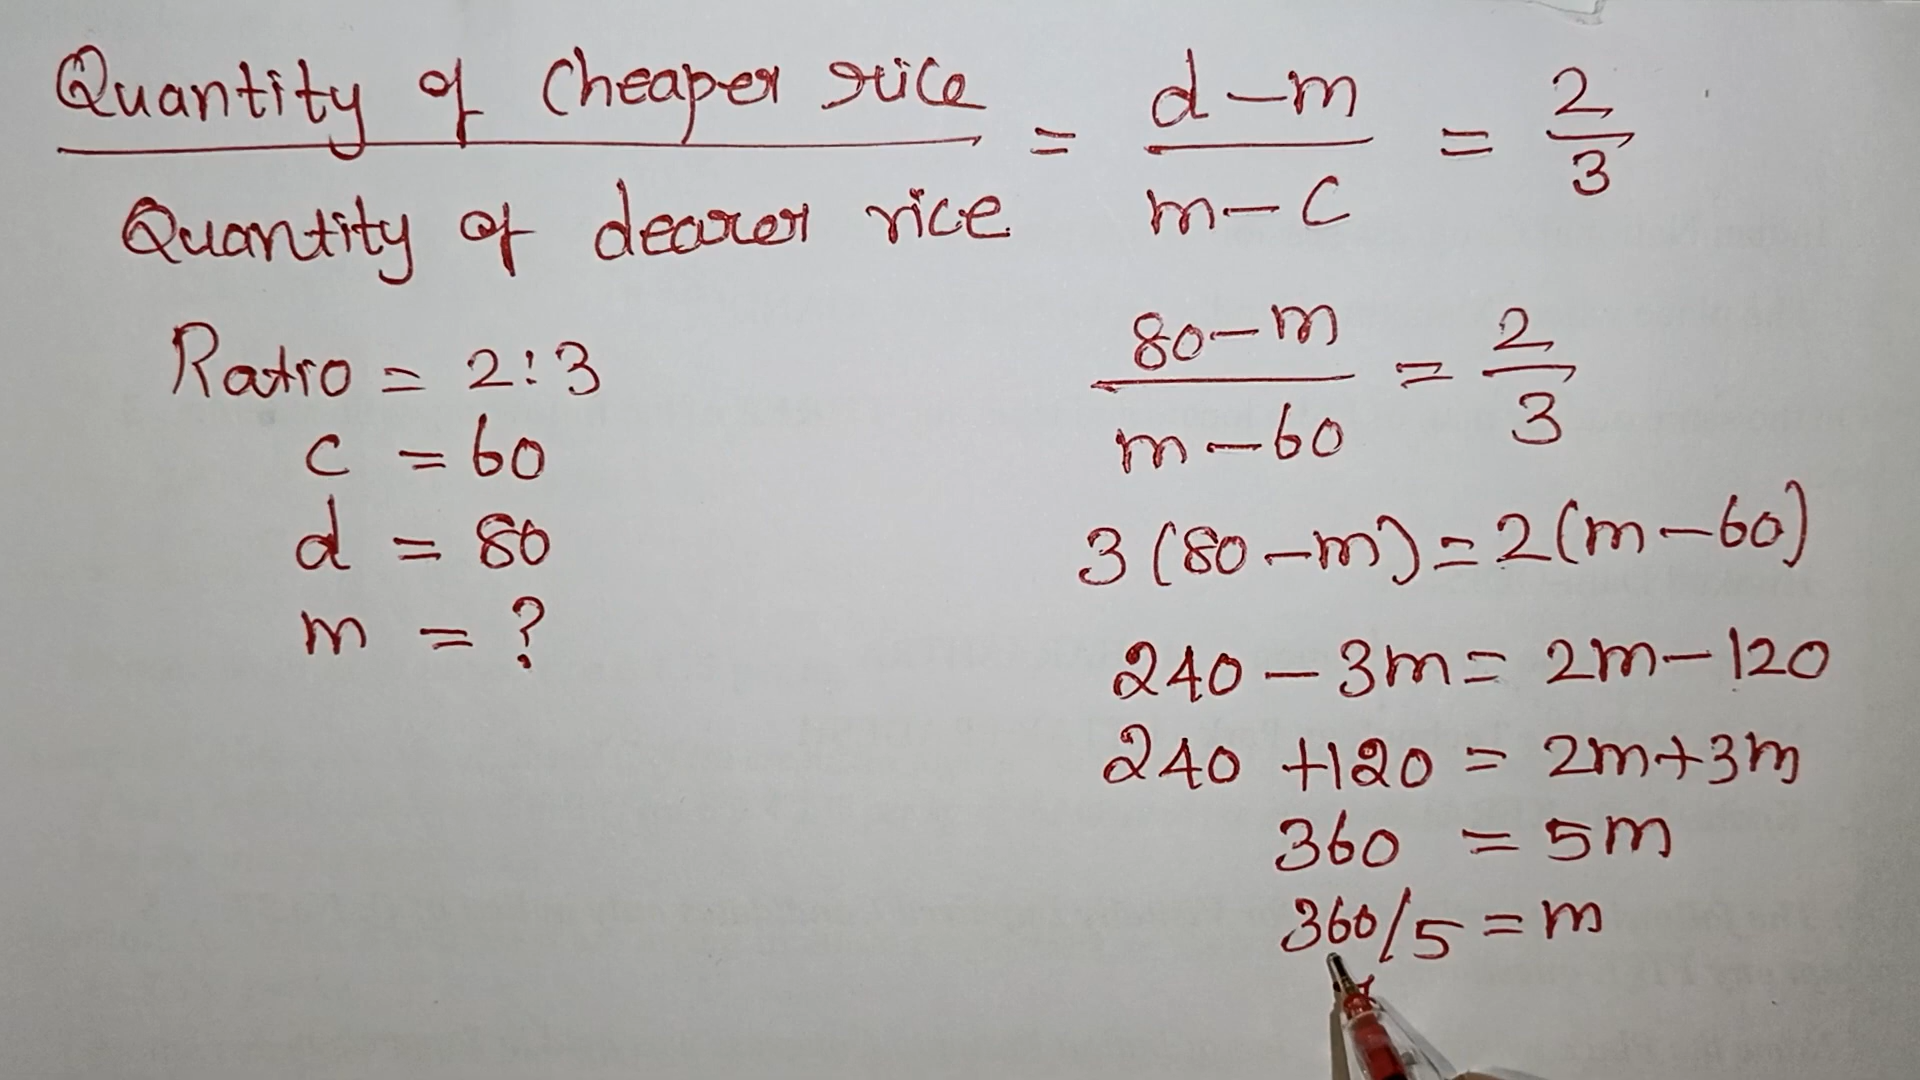 Quantity of Cheaper rice / Quantity of dearer rice = d-m / m-c = 2/3
Ratio = 2:3
c = 60
d = 80
m = ?
80-m / m-60 = 2/3
3(80-m) = 2(m-60)
240-3m = 2m-120
240+120 = 2m+3m
360 = 5m
360/5 = m